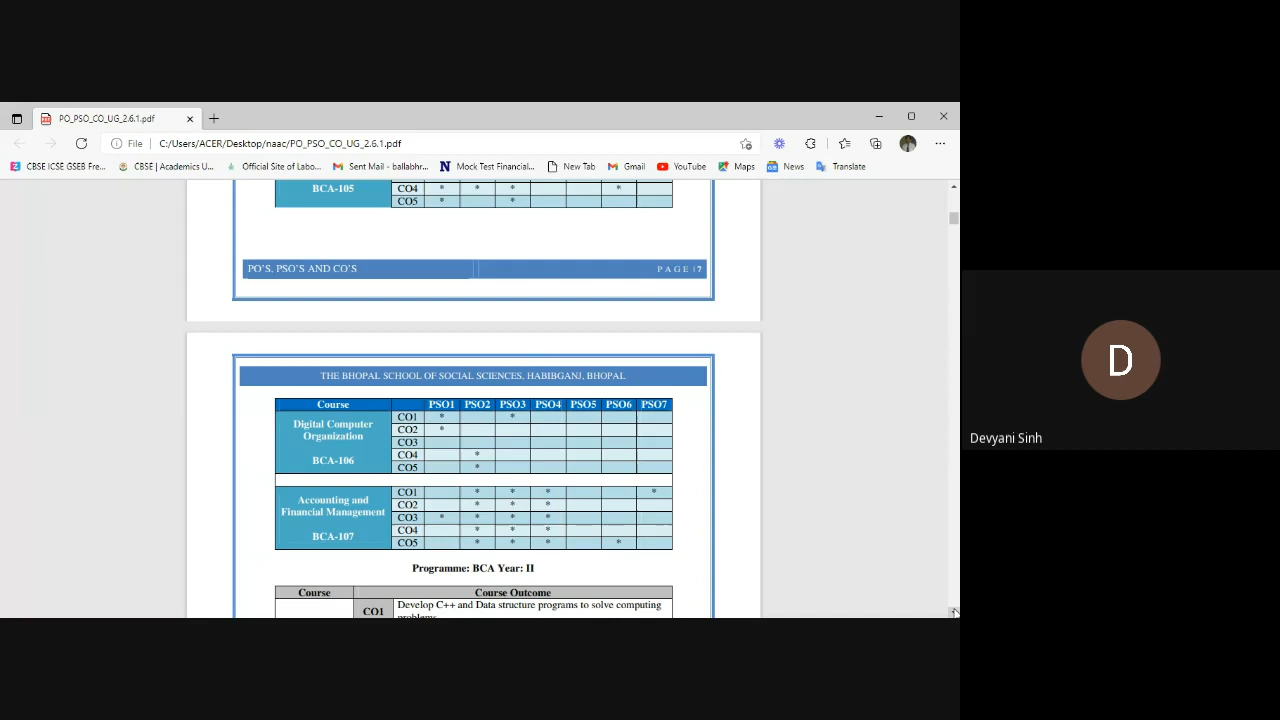 PO_PSO_CO_UG_2.6.1.pdf
File C:/Users/ACER/Desktop/naac/PO_PSO_CO_UG_2.6.1.pdf
CBSE ICSE GSEB Fre... CBSE | Academics U... Official Site of Labo... Sent Mail - ballabhr... Mock Test Financial... New Tab Gmail YouTube Maps News Translate
BCA-105 CO4 * * * *
CO5 * *
PO'S, PSO'S AND CO'S PAGE | 7
THE BHOPAL SCHOOL OF SOCIAL SCIENCES, HABIBGANJ, BHOPAL
Course PSO1 PSO2 PSO3 PSO4 PSO5 PSO6 PSO7
Digital Computer
Organization
BCA-106
CO1 * *
CO2 *
CO3
CO4 *
CO5 *
Accounting and
Financial Management
BCA-107
CO1 * * * *
CO2 * * *
CO3 * * * *
CO4 * * *
CO5 * * * *
Programme: BCA Year: II
Course Course Outcome
CO1 Develop C++ and Data structure programs to solve computing
problems
D
Devyani Sinh